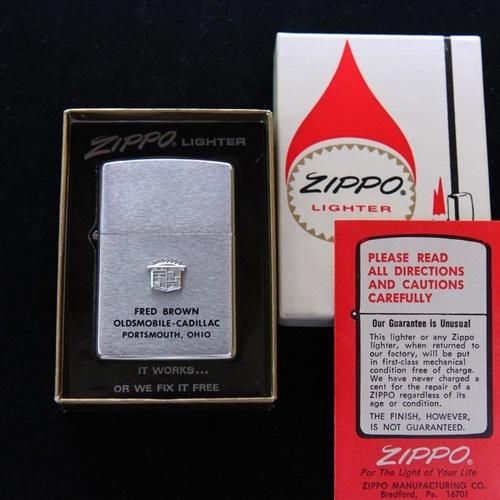 ZIPPO® LIGHTER
FRED BROWN
OLDSMOBILE-CADILLAC
PORTSMOUTH, OHIO
IT WORKS...
OR WE FIX IT FREE
ZIPPO®
LIGHTER
PLEASE READ
ALL DIRECTIONS
AND CAUTIONS
CAREFULLY
Our Guarantee is Unusual
This lighter or any Zippo
lighter, when returned to
our factory, will be put
in first-class mechanical
condition free of charge.
We have never charged a
cent for the repair of a
ZIPPO regardless of its
age or condition.
THE FINISH, HOWEVER,
IS NOT GUARANTEED.
ZIPPO®
For The Light of Your Life
ZIPPO MANUFACTURING CO.
Bradford, Pa. 16701